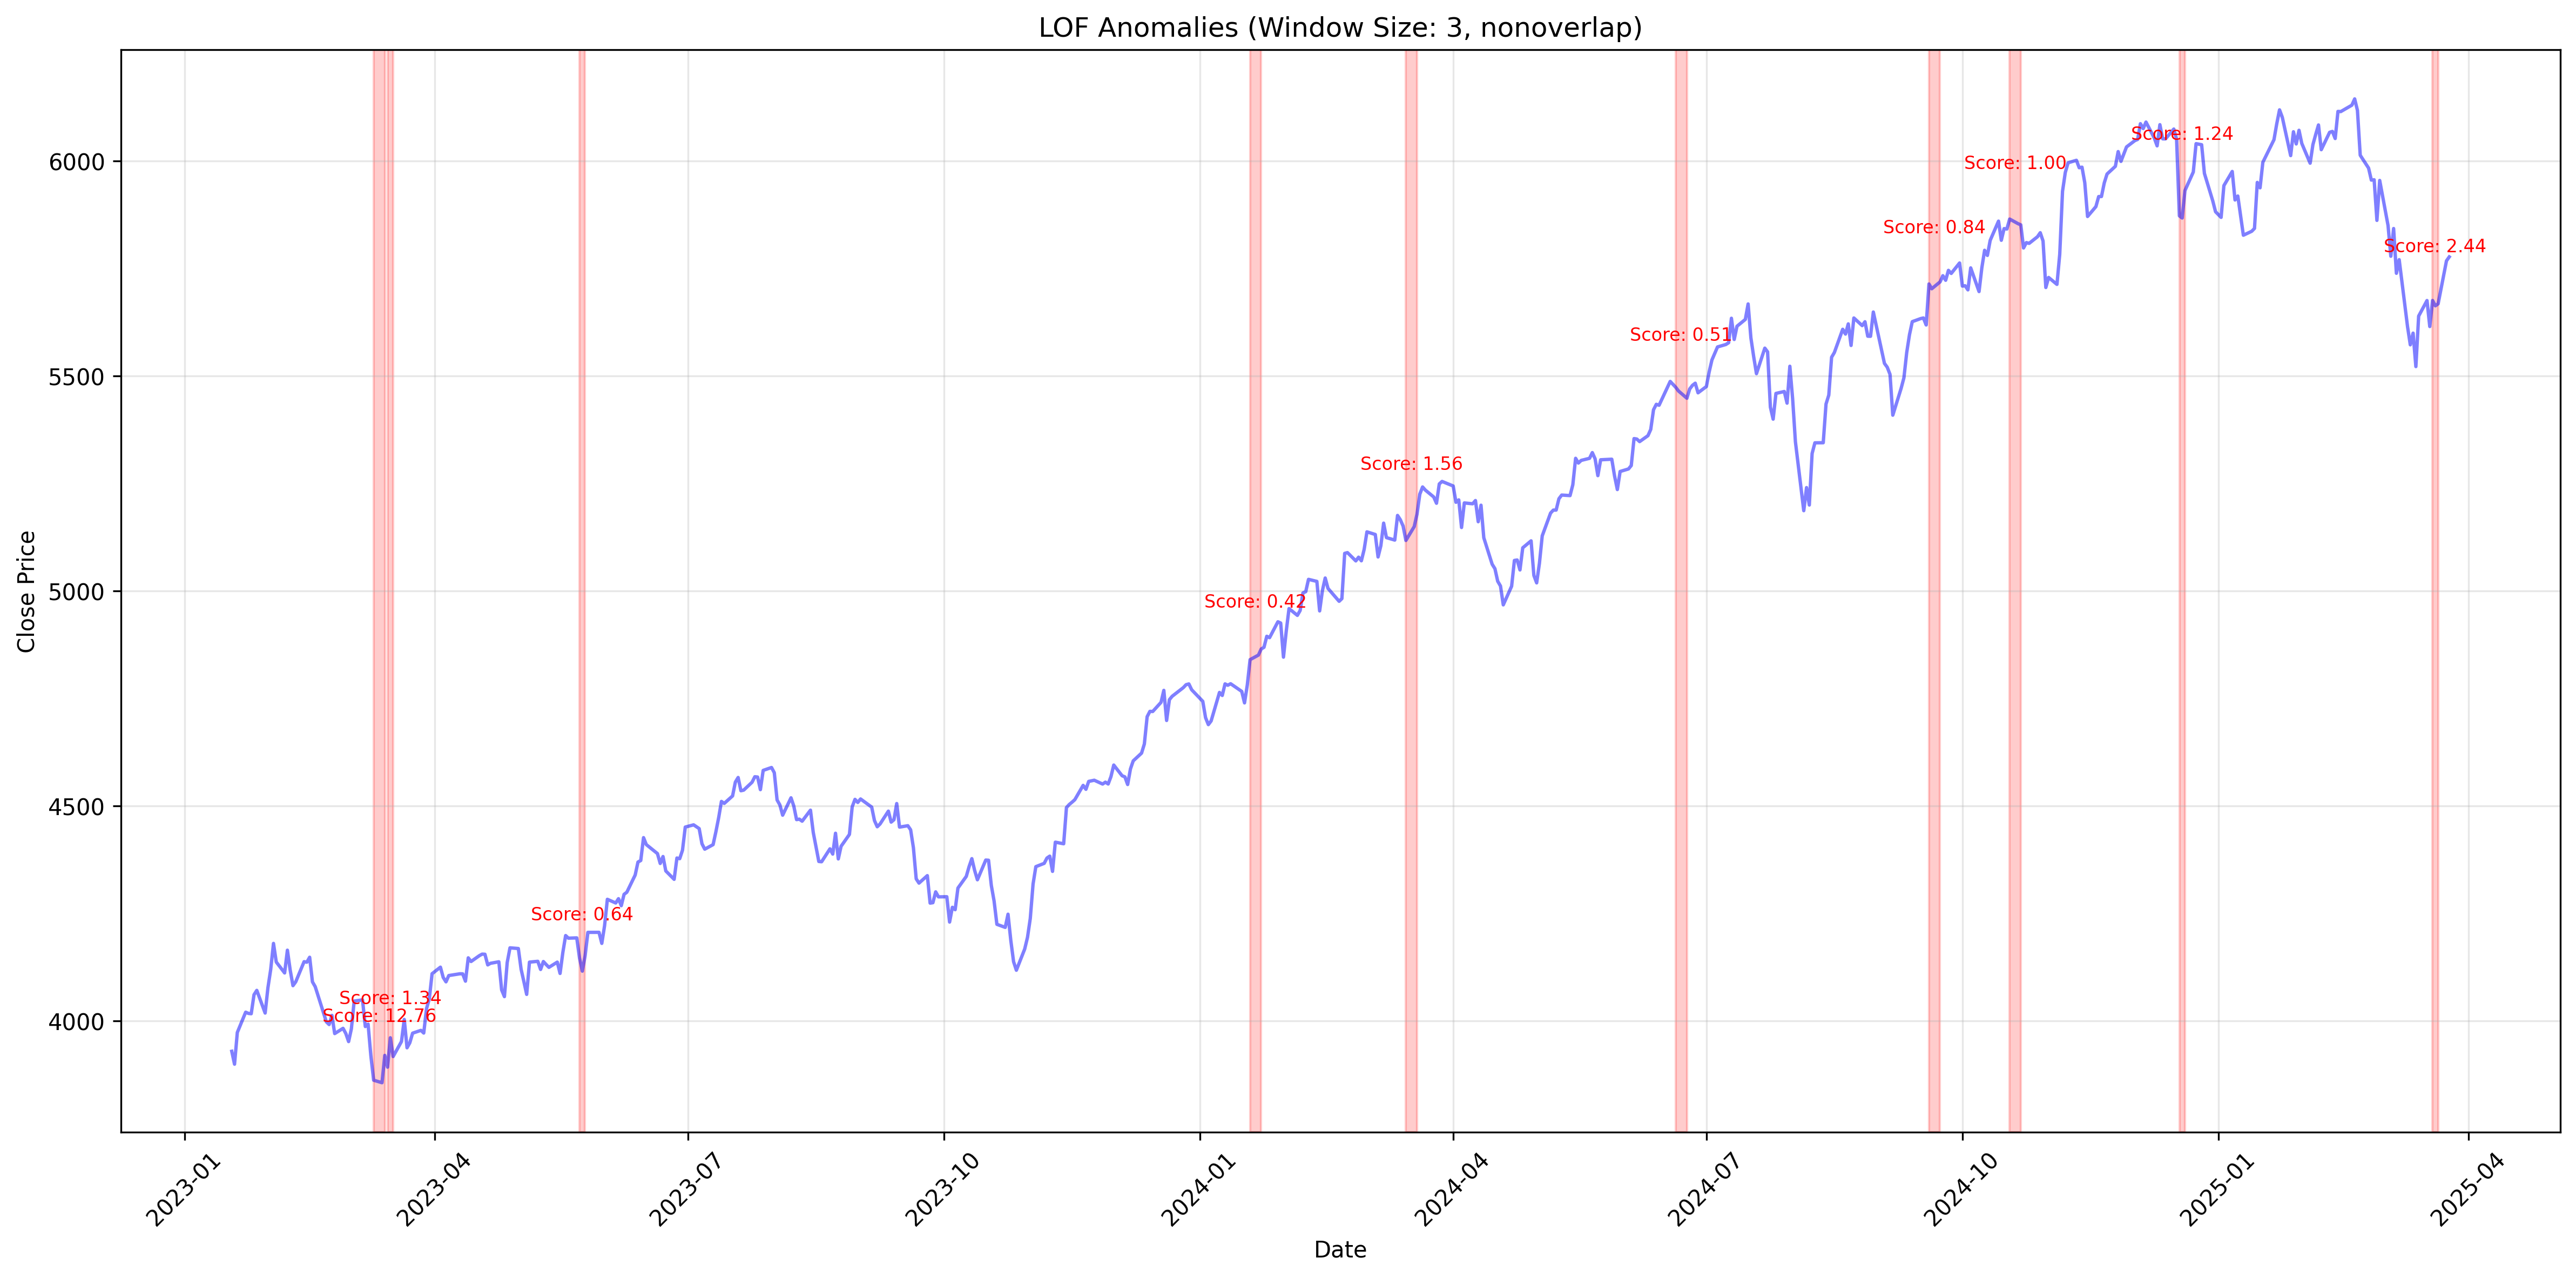 LOF Anomalies (Window Size: 3, nonoverlap)
Close Price
6000
5500
5000
4500
4000
Score: 1.24
Score: 1.00
Score: 0.84
Score: 2.44
Score: 0.51
Score: 1.56
Score: 0.42
Score: 0.64
Score: 1.34
Score: 12.76
2023-01
2023-04
2023-07
2023-10
2024-01
2024-04
2024-07
2024-10
2025-01
2025-04
Date